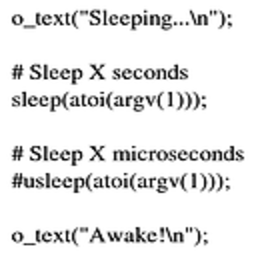 o_text("Sleeping...\n");
# Sleep X seconds
sleep(atoi(argv(1)));
# Sleep X microseconds
#usleep(atoi(argv(1)));
o_text("Awake!\n");